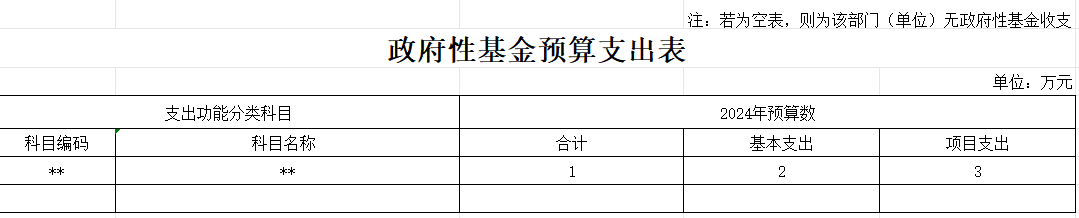 注：若为空表，则为该部门（单位）无政府性基金收支
政府性基金预算支出表
单位：万元
支出功能分类科目 2024年预算数
科目编码 科目名称 合计 基本支出 项目支出
** ** 1 2 3